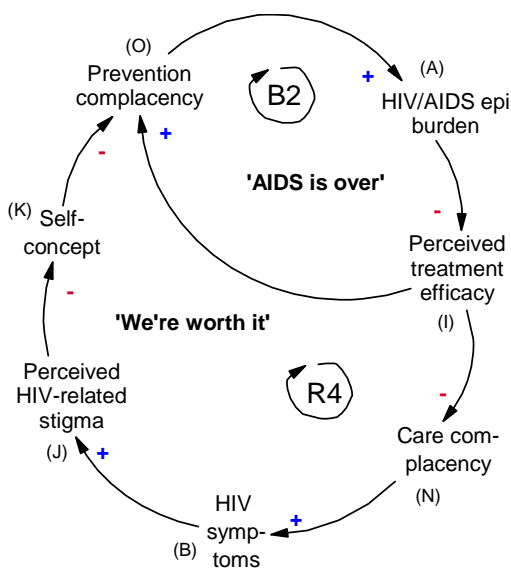 (O)
Prevention
complacency
+
B2
+
(A)
HIV/AIDS epi
burden
-
'AIDS is over'
-
(K) Self-
concept
Perceived
treatment
efficacy
(I)
-
'We're worth it'
Perceived
HIV-related
stigma
(J)
+
R4
-
Care com-
placency
(N)
HIV
symp-
toms
(B)
+